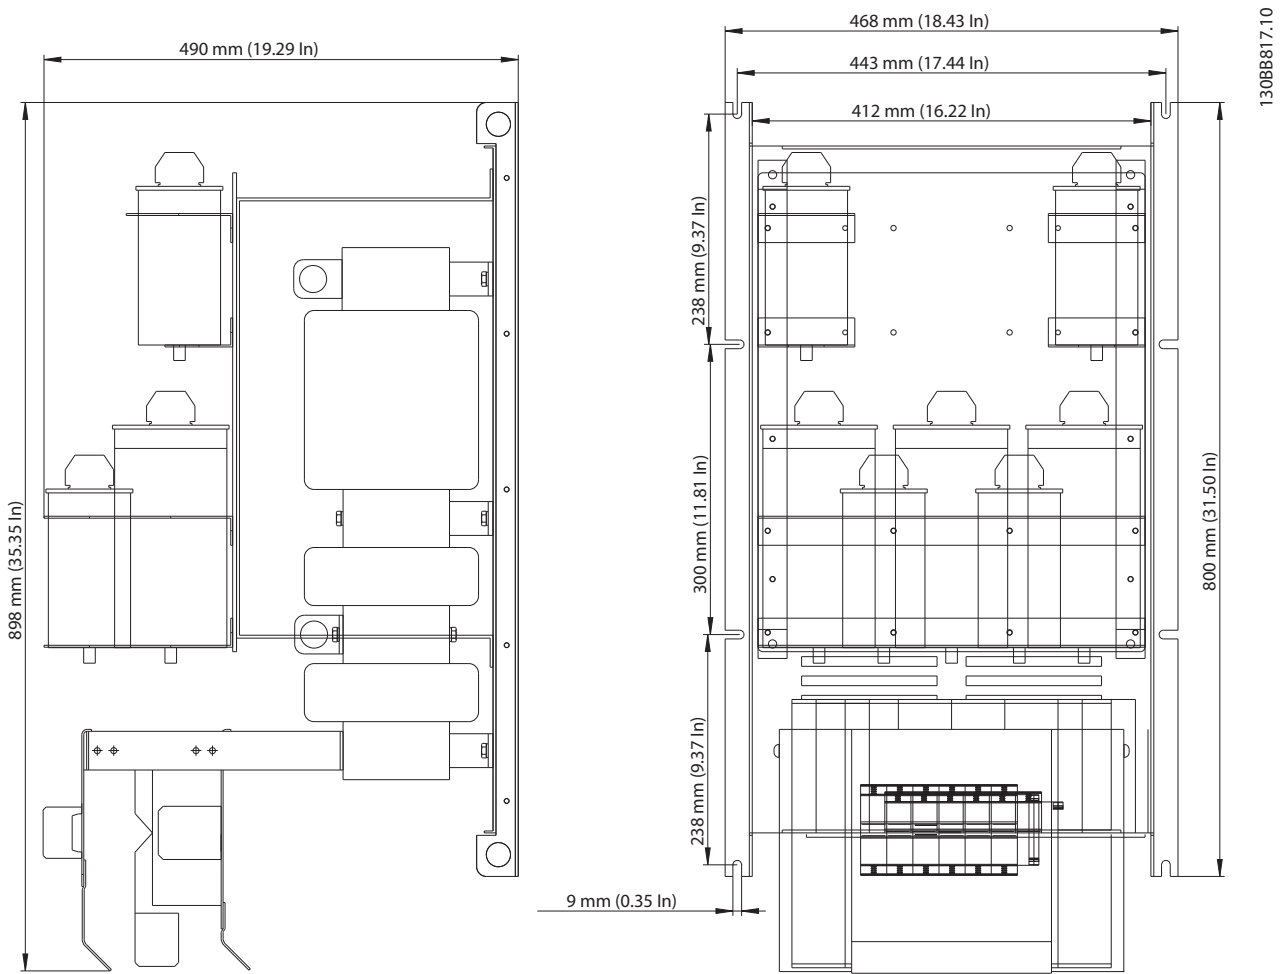 490 mm (19.29 In)
898 mm (35.35 In)
468 mm (18.43 In)
443 mm (17.44 In)
412 mm (16.22 In)
238 mm (9.37 In)
300 mm (11.81 In)
238 mm (9.37 In)
800 mm (31.50 In)
9 mm (0.35 In)
130BB817.10